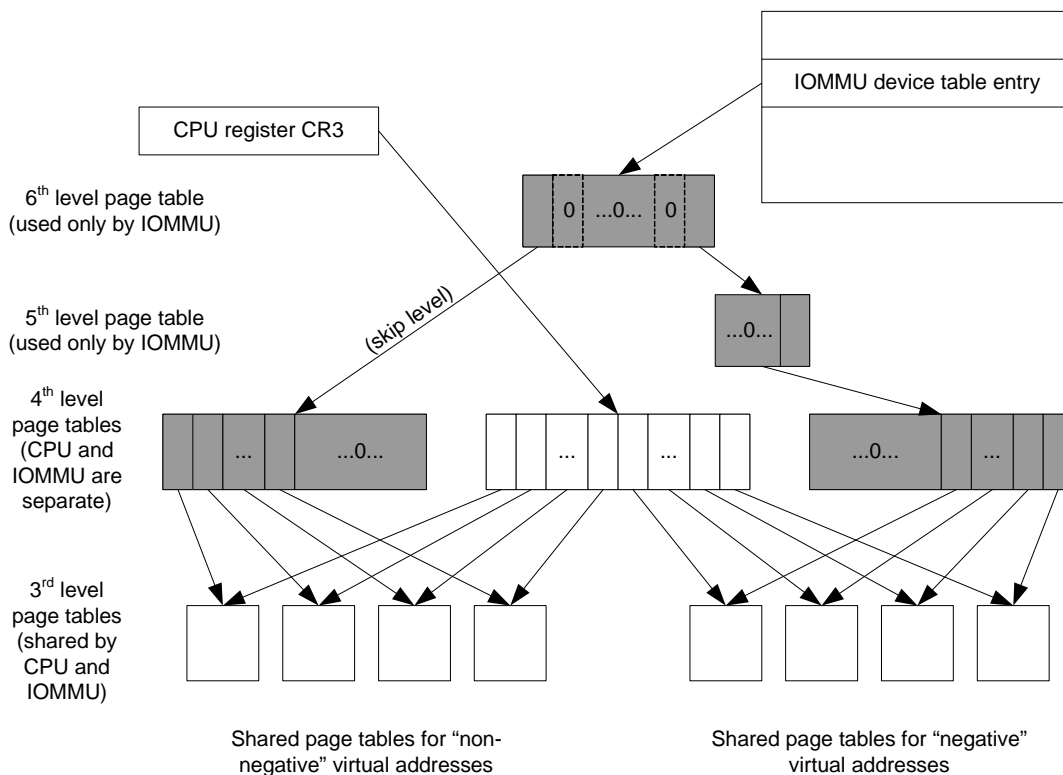 IOMMU device table entry
CPU register CR3
6th level page table
(used only by IOMMU)
0 ...0... 0
(skip level)
5th level page table
(used only by IOMMU)
...0...
4th level
page tables
(CPU and
IOMMU are
separate)
... ...0...
... ...
...0... ...
3rd level
page tables
(shared by
CPU and
IOMMU)
Shared page tables for “non-
negative” virtual addresses
Shared page tables for “negative”
virtual addresses